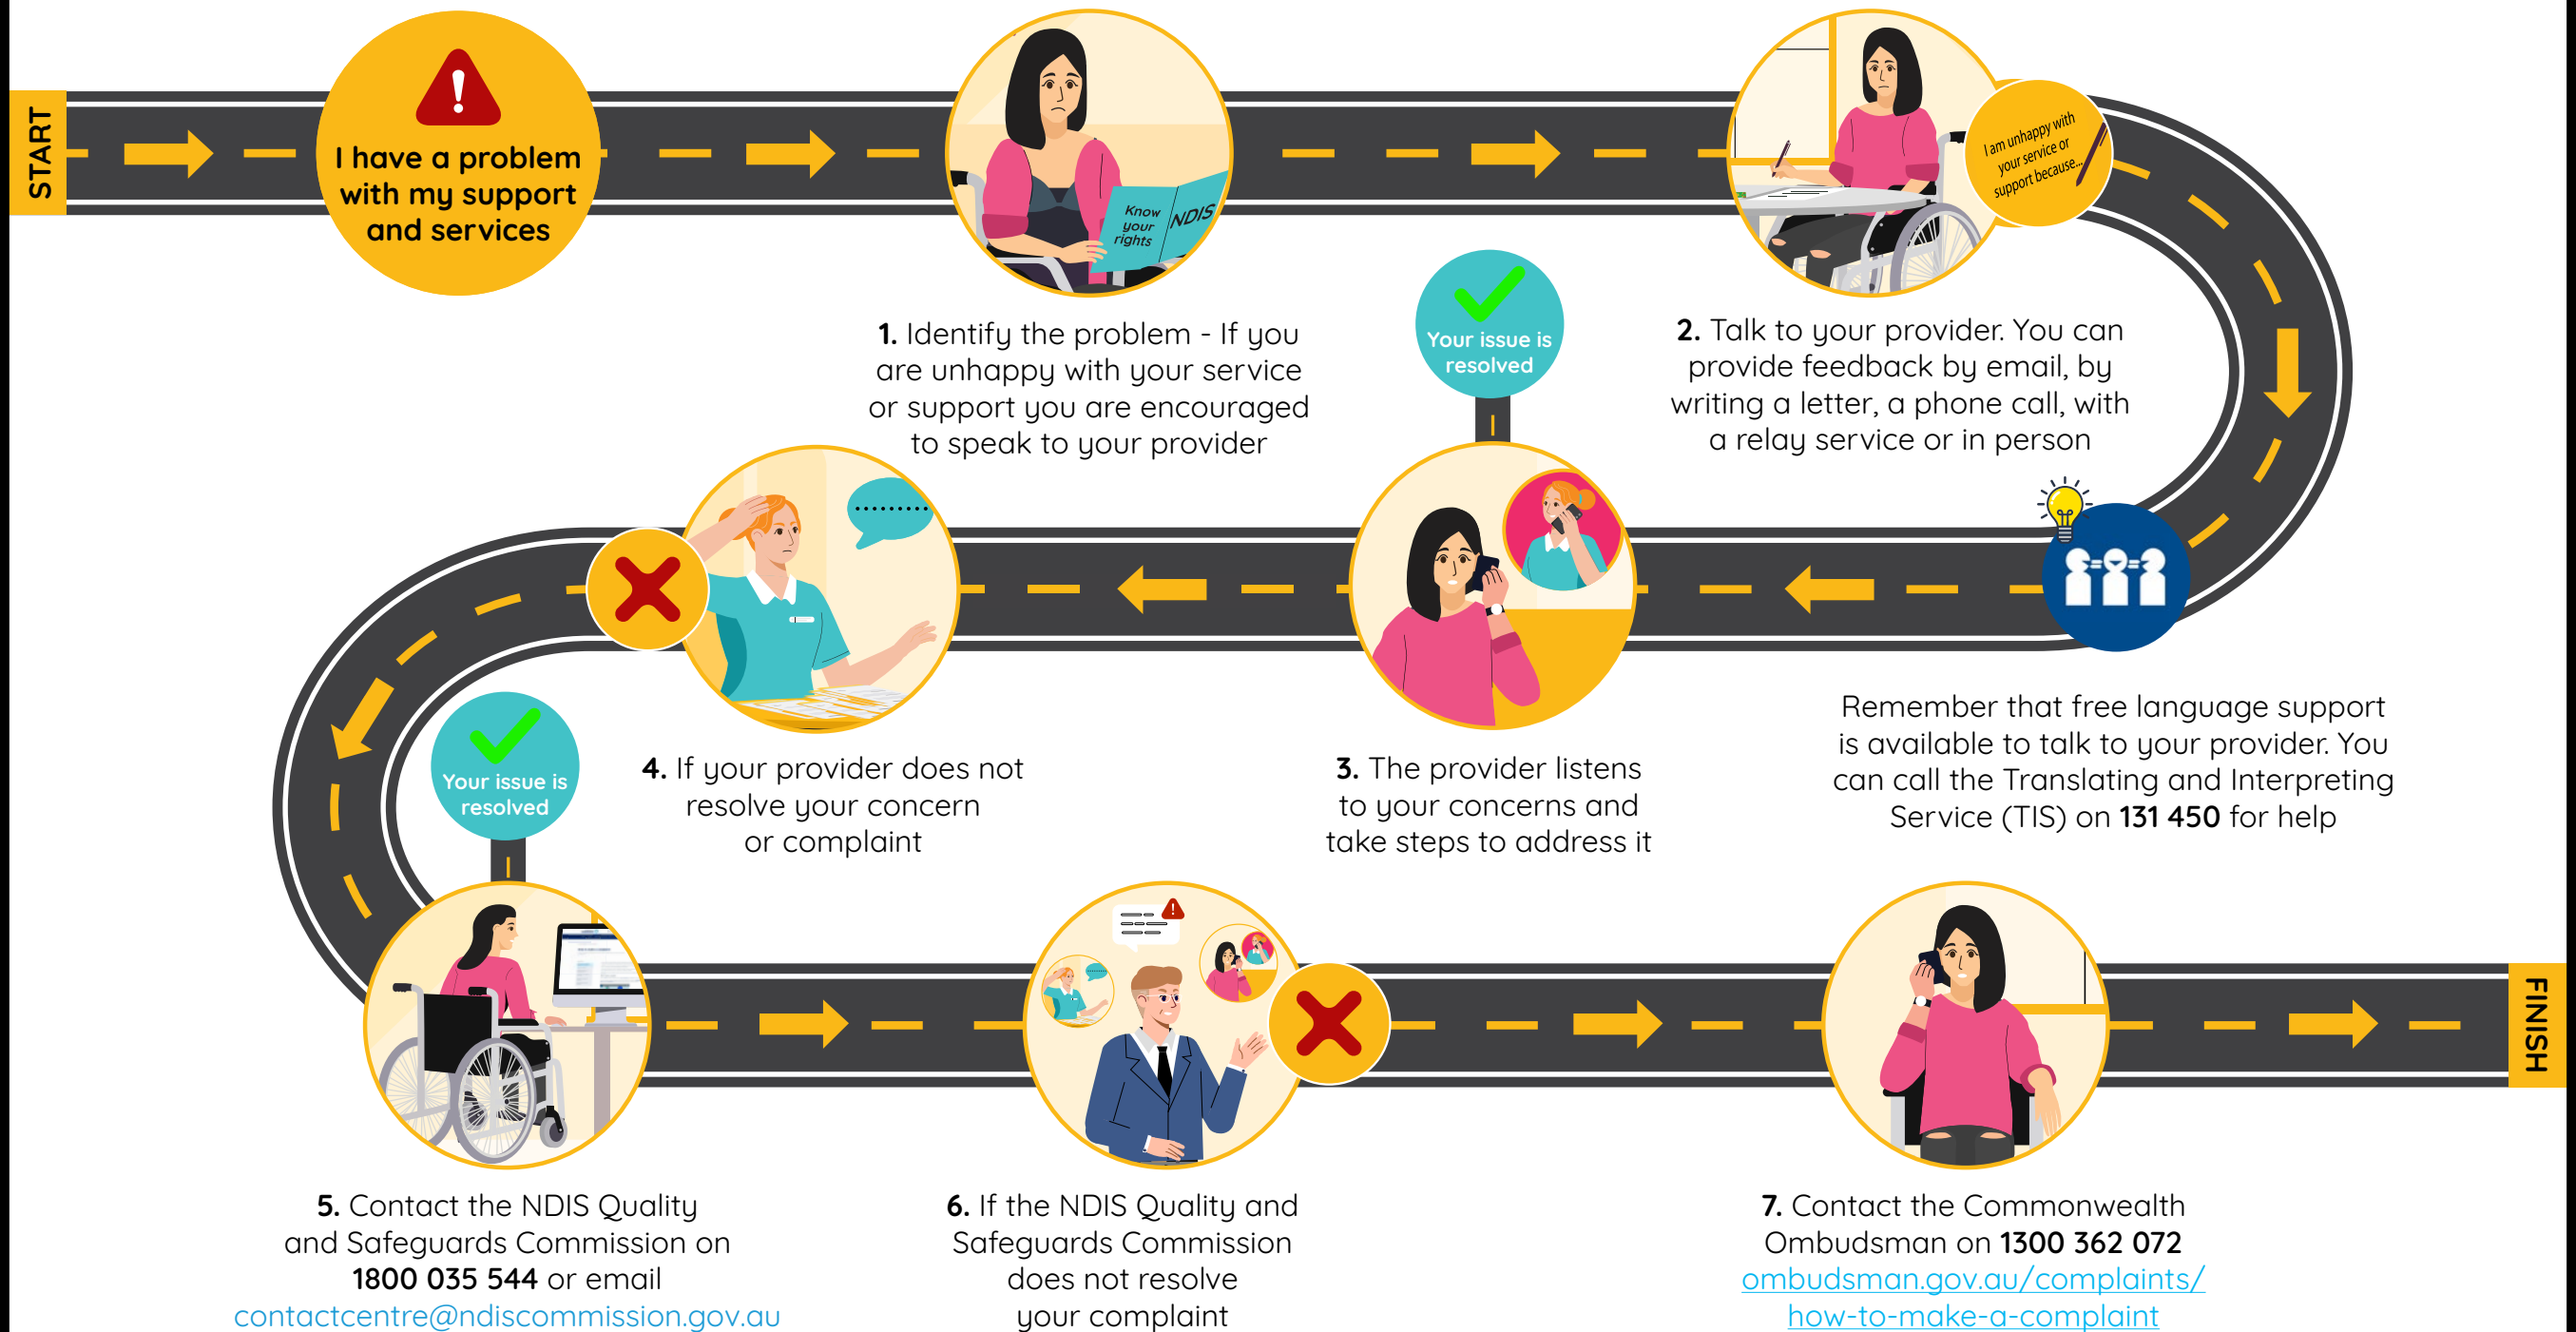 START
I have a problem
with my support
and services
Know
your
rights
NDIS
1. Identify the problem - If you
are unhappy with your service
or support you are encouraged
to speak to your provider
I am unhappy with
your service or
support because...
2. Talk to your provider. You can
provide feedback by email, by
writing a letter, a phone call, with
a relay service or in person
Remember that free language support
is available to talk to your provider. You
can call the Translating and Interpreting
Service (TIS) on 131 450 for help
Your issue is
resolved
3. The provider listens
to your concerns and
take steps to address it
4. If your provider does not
resolve your concern
or complaint
Your issue is
resolved
5. Contact the NDIS Quality
and Safeguards Commission on
1800 035 544 or email
contactcentre@ndiscommission.gov.au
6. If the NDIS Quality and
Safeguards Commission
does not resolve
your complaint
7. Contact the Commonwealth
Ombudsman on 1300 362 072
ombudsman.gov.au/complaints/
how-to-make-a-complaint
FINISH